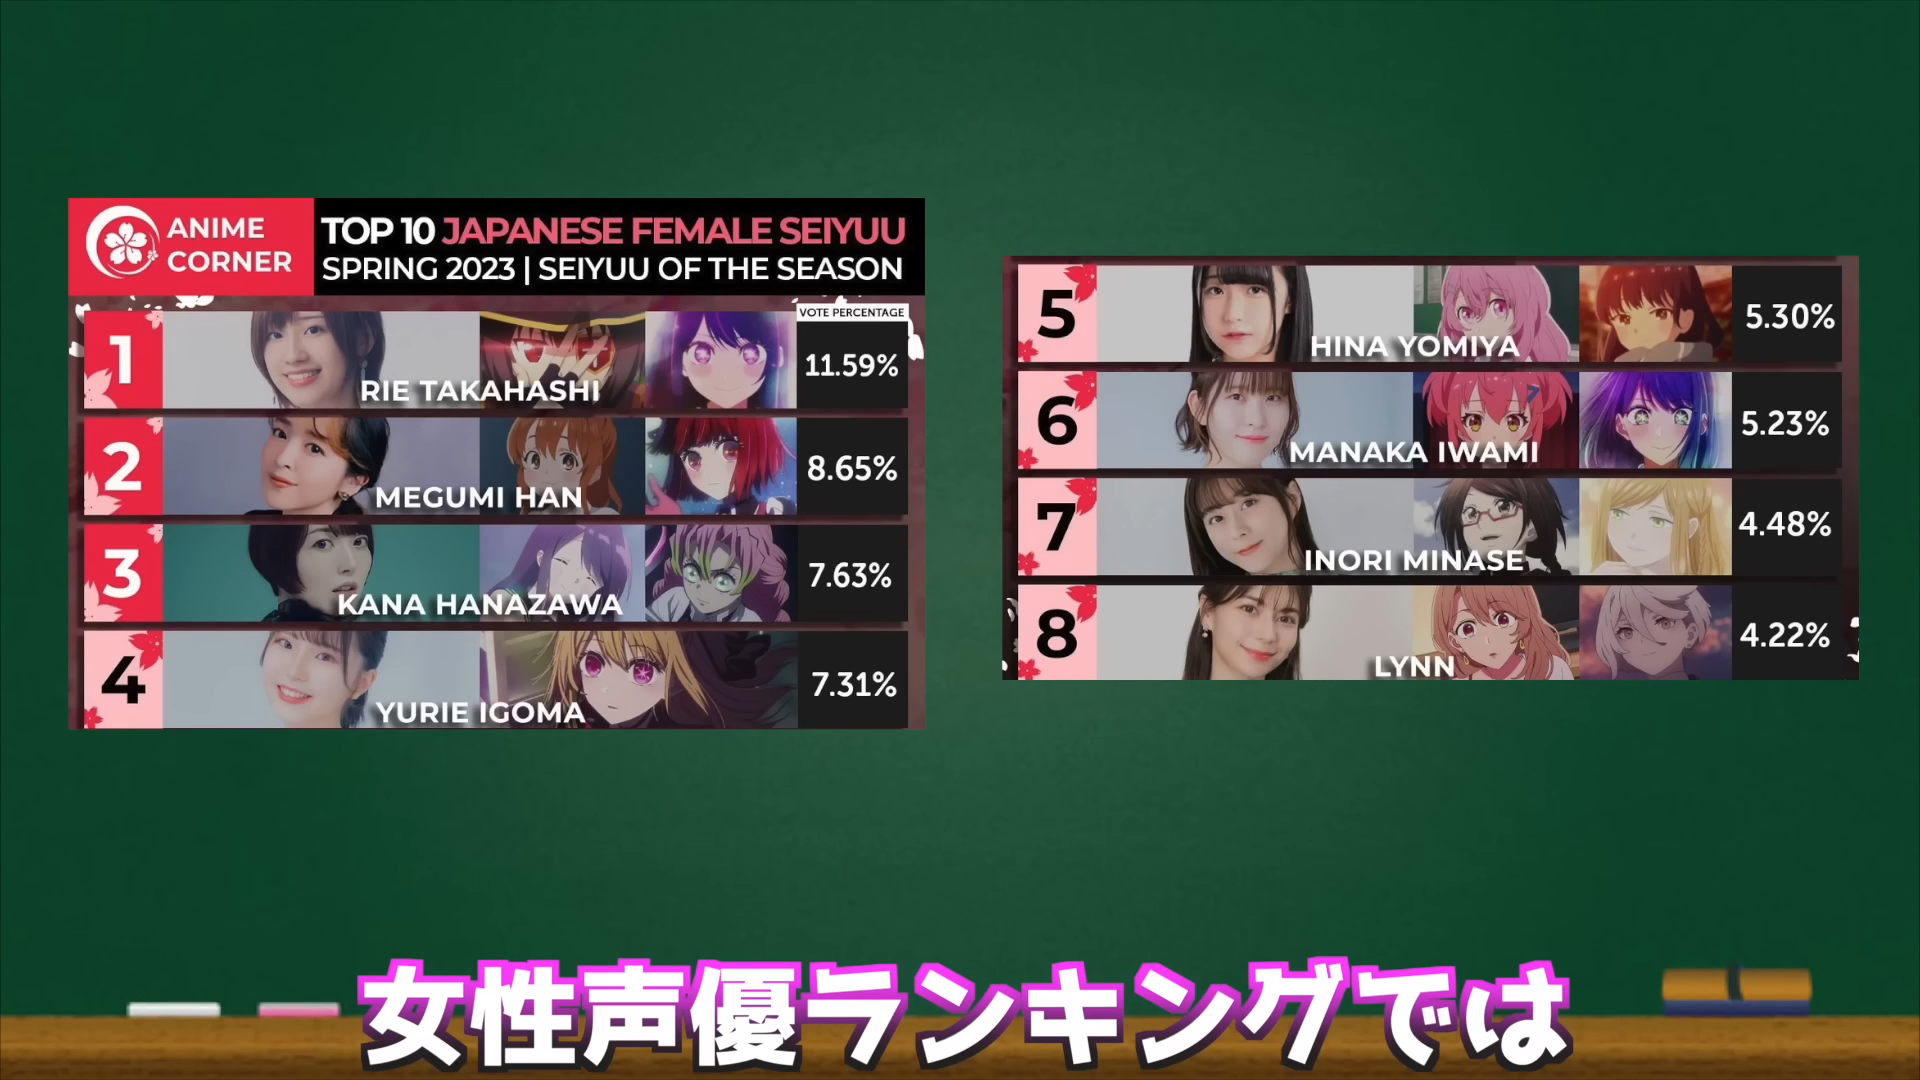 ANIME
CORNER
TOP 10 JAPANESE FEMALE SEIYUU
SPRING 2023 | SEIYUU OF THE SEASON
VOTE PERCENTAGE
1
RIE TAKAHASHI
11.59%
2
MEGUMI HAN
8.65%
3
KANA HANAZAWA
7.63%
4
YURIE IGOMA
7.31%
5
HINA YOMIYA
5.30%
6
MANAKA IWAMI
5.23%
7
INORI MINASE
4.48%
8
LYNN
4.22%
女性声優ランキングでは